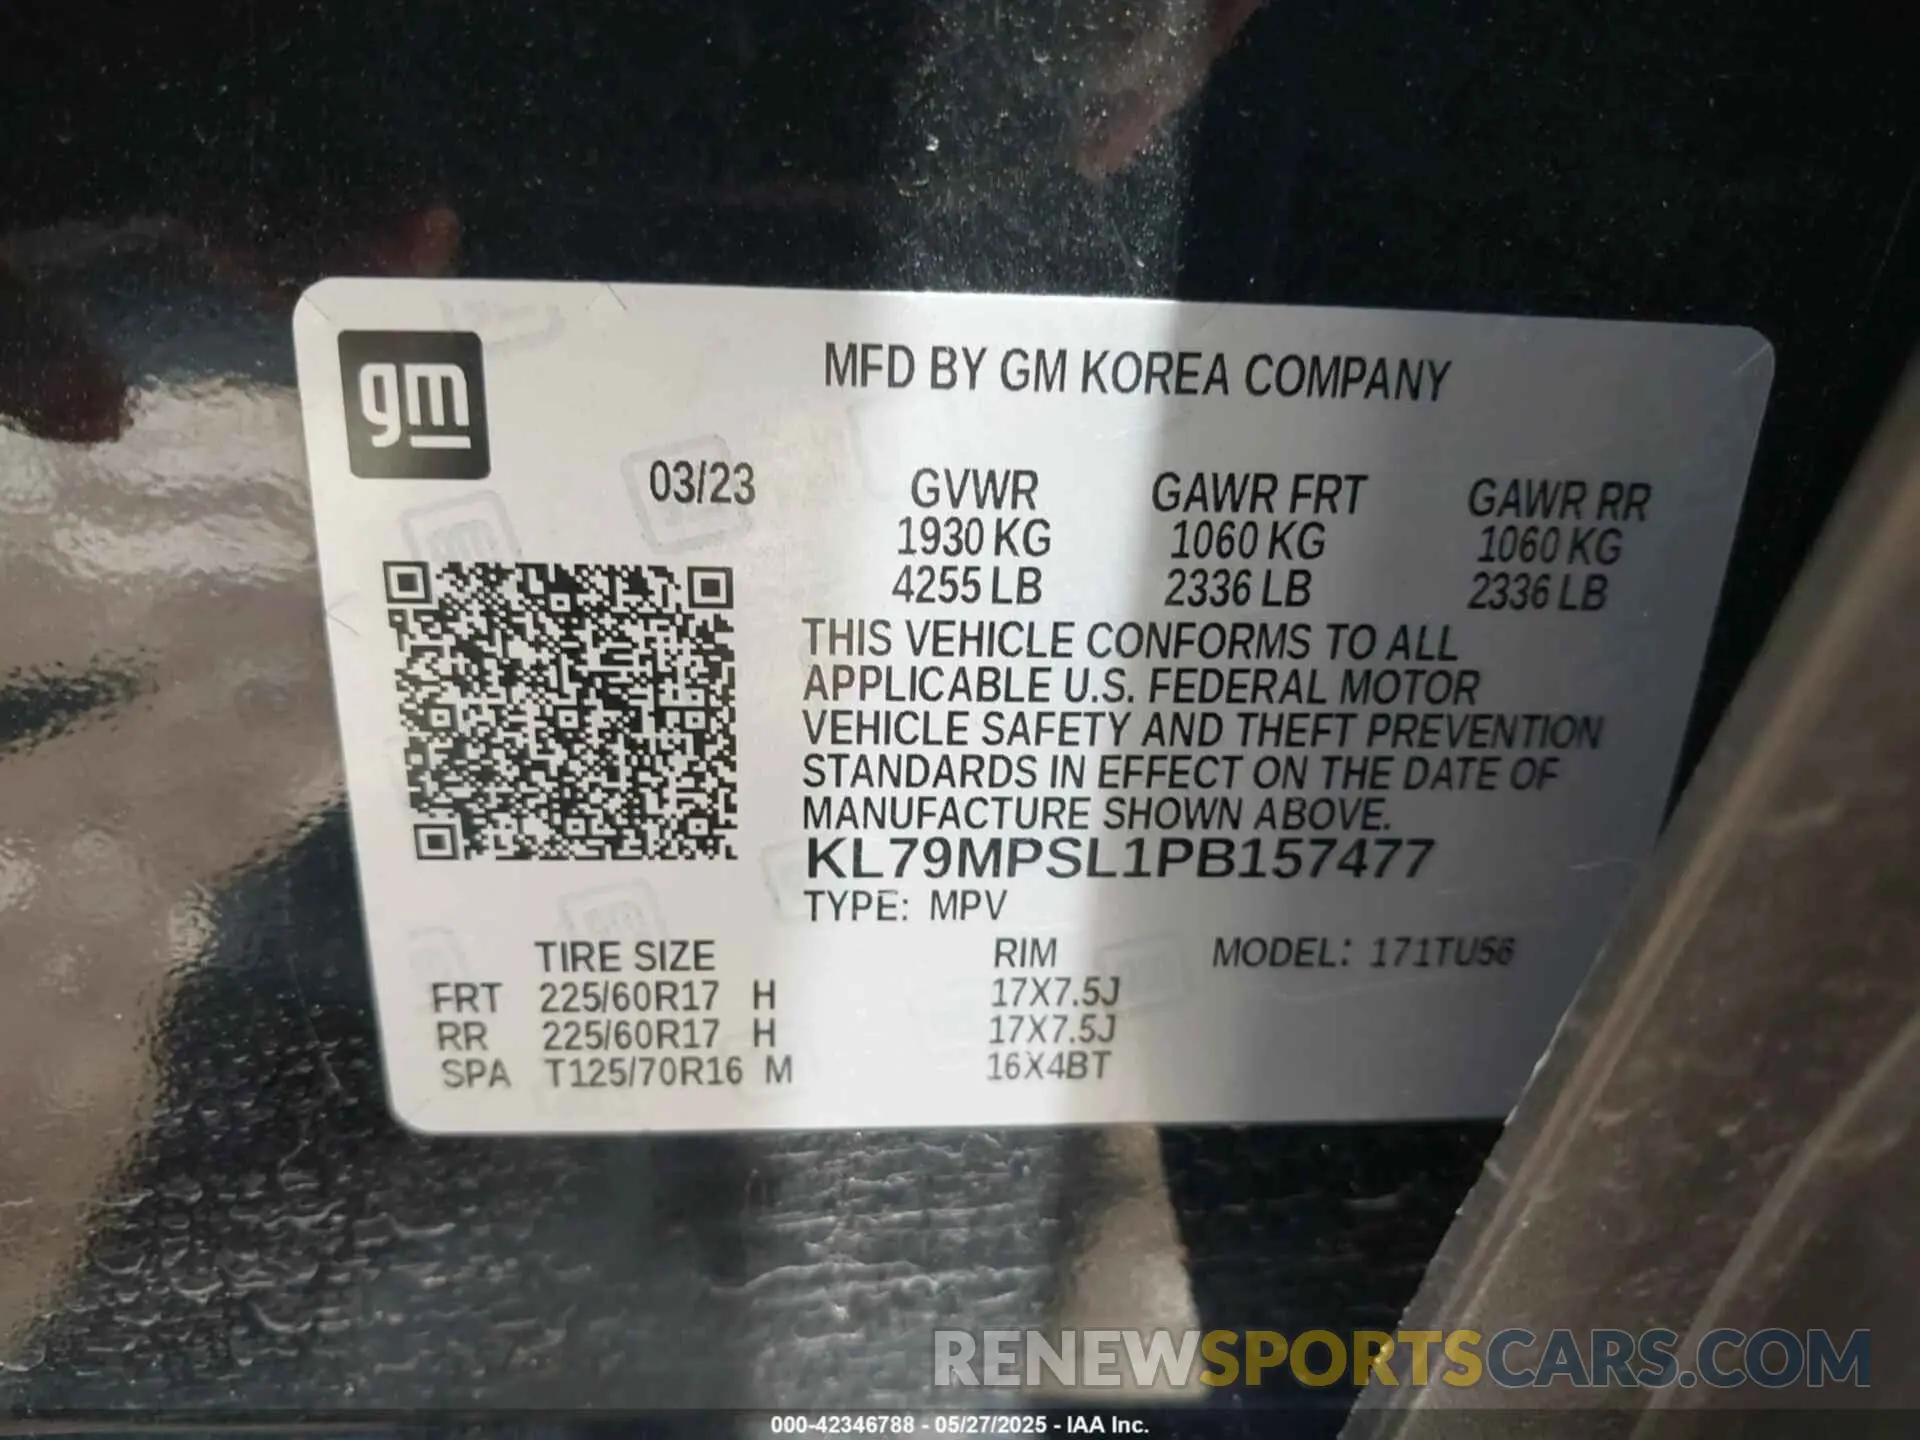 gm
MFD BY GM KOREA COMPANY
03/23 GVWR GAWR FRT GAWR RR
1930 KG 1060 KG 1060 KG
4255 LB 2336 LB 2336 LB
THIS VEHICLE CONFORMS TO ALL
APPLICABLE U.S. FEDERAL MOTOR
VEHICLE SAFETY AND THEFT PREVENTION
STANDARDS IN EFFECT ON THE DATE OF
MANUFACTURE SHOWN ABOVE.
KL79MPSL1PB157477
TYPE: MPV
TIRE SIZE RIM MODEL: 171TU56
FRT 225/60R17 H 17X7.5J
RR 225/60R17 H 17X7.5J
SPA T125/70R16 M 16X4BT
RENEWSPORTSCARS.COM
000-42346788 - 05/27/2025 - IAA Inc.